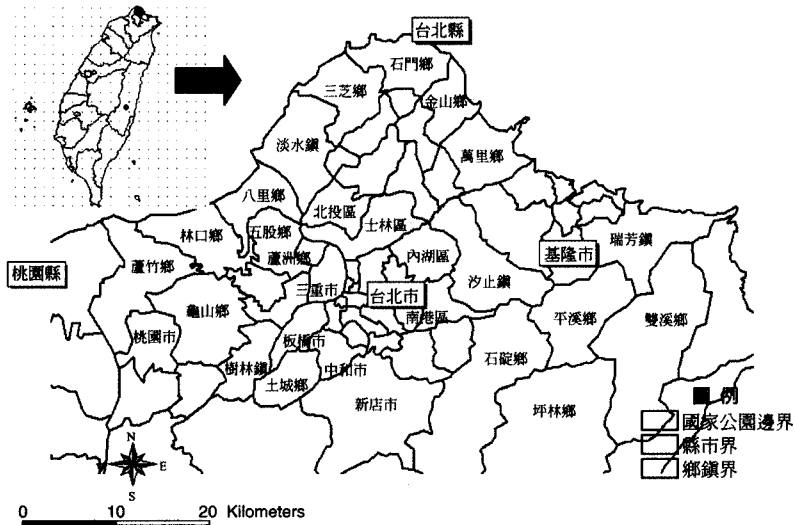 台北縣
石門鄉
三芝鄉
金山鄉
淡水鎮
萬里鄉
八里鄉
北投區
士林區
林口鄉
五股鄉
瑞芳鎮
內湖區
基隆市
蘆洲鄉
蘆竹鄉
桃園縣
汐止鎮
三重市
台北市
龜山鄉
南港區
平溪鄉
雙溪鄉
桃園市
板橋市
石碇鄉
樹林鎮
中和市
土城鄉
新店市
坪林鄉
圖例
國家公園邊界
縣市界
鄉鎮界
N
W
E
S
0 10 20 Kilometers